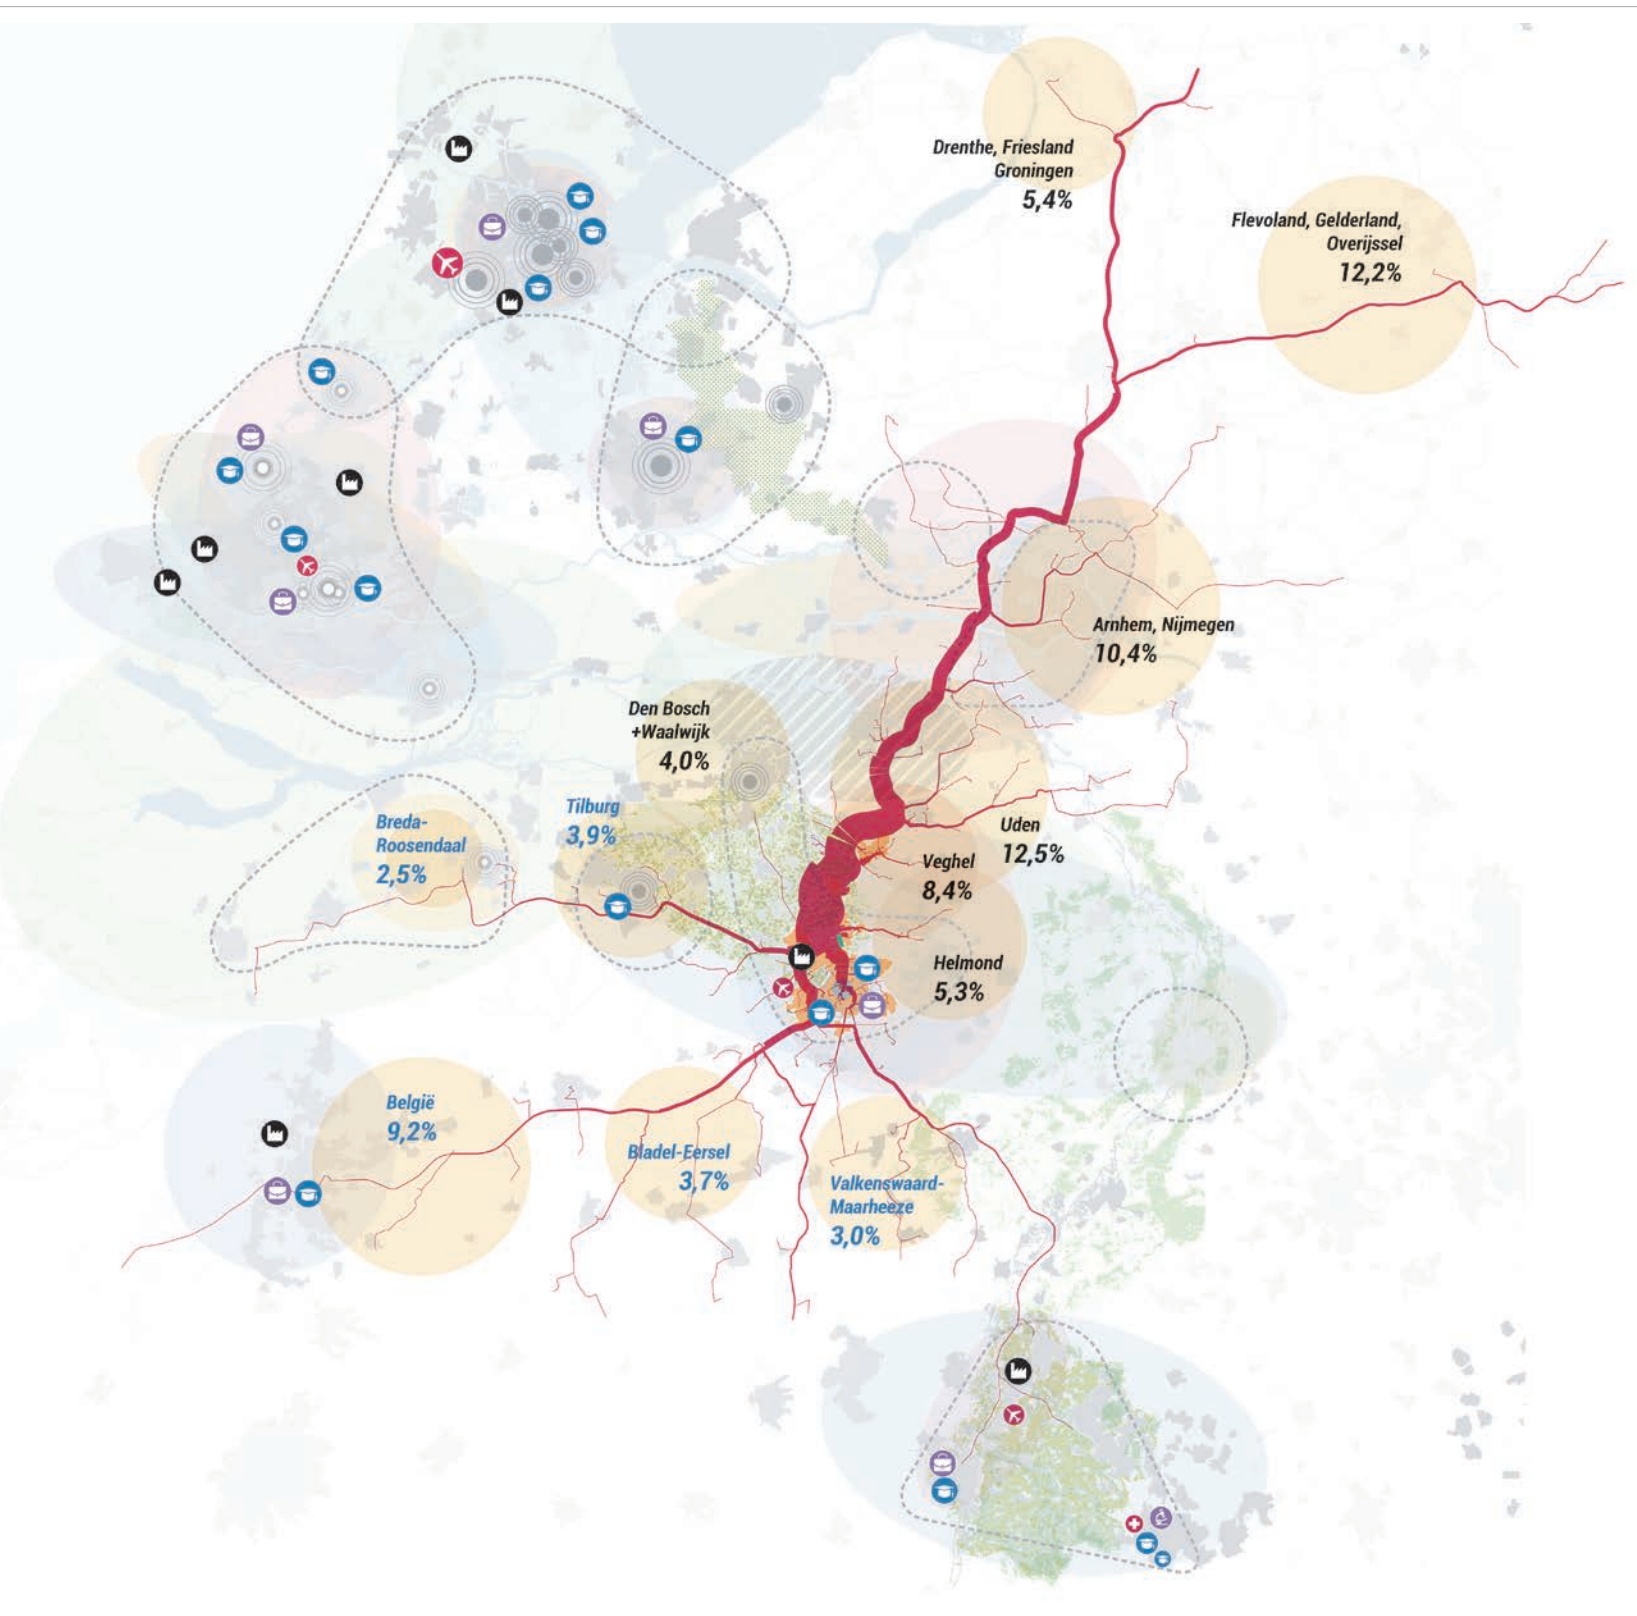 Drenthe, Friesland
Groningen
5,4%
Flevoland, Gelderland,
Overijssel
12,2%
Arnhem, Nijmegen
10,4%
Den Bosch
+Waalwijk
4,0%
Tilburg
3,9%
Breda-
Roosendaal
2,5%
Uden
12,5%
Veghel
8,4%
Helmond
5,3%
België
9,2%
Bladel-Eersel
3,7%
Valkenswaard-
Maarheeze
3,0%